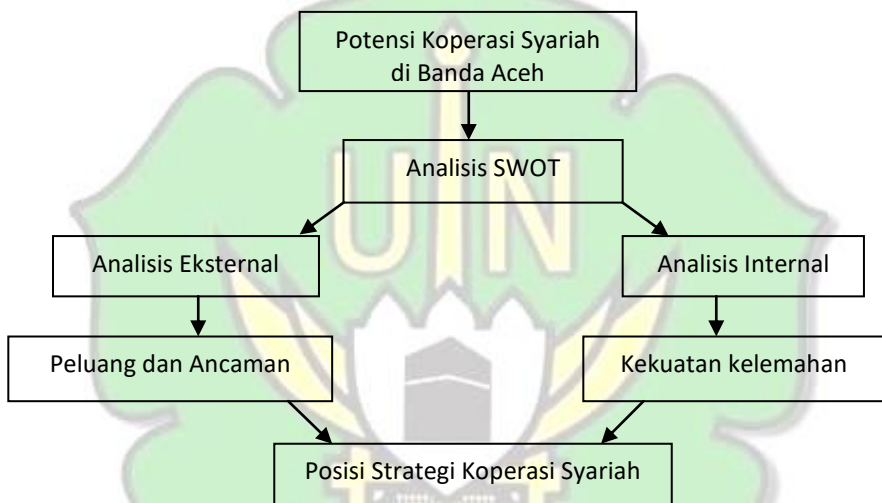 Potensi Koperasi Syariah
di Banda Aceh
Analisis SWOT
UIN
Analisis Eksternal
Analisis Internal
Peluang dan Ancaman
Kekuatan kelemahan
Posisi Strategi Koperasi Syariah